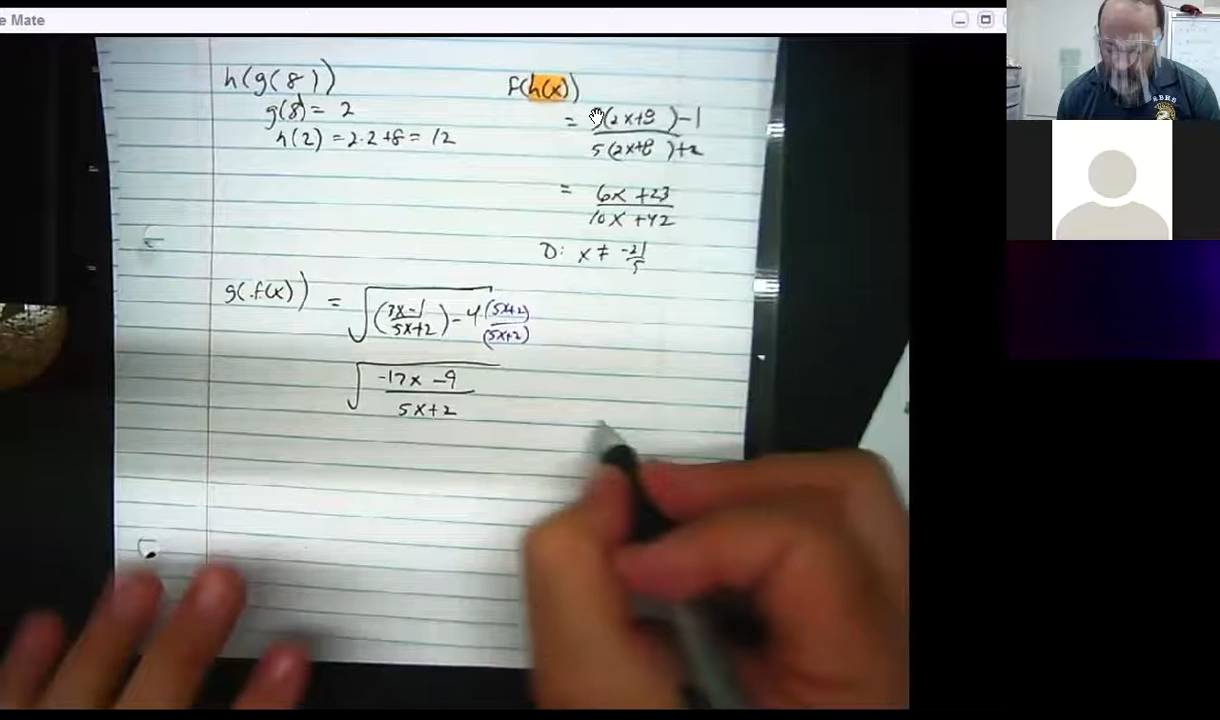 e Mate
h(g(8))
g(8) = 2
h(2) = 2·2+8 = 12
f(h(x))
= 3(2x+8)-1 / 5(2x+8)+2
= 6x+23 / 10x+42
D: x ≠ -21/5
g(f(x)) = √((3x-1 / 5x+2) - 4 (5x+2)/(5x+2))
√(-17x-9 / 5x+2)